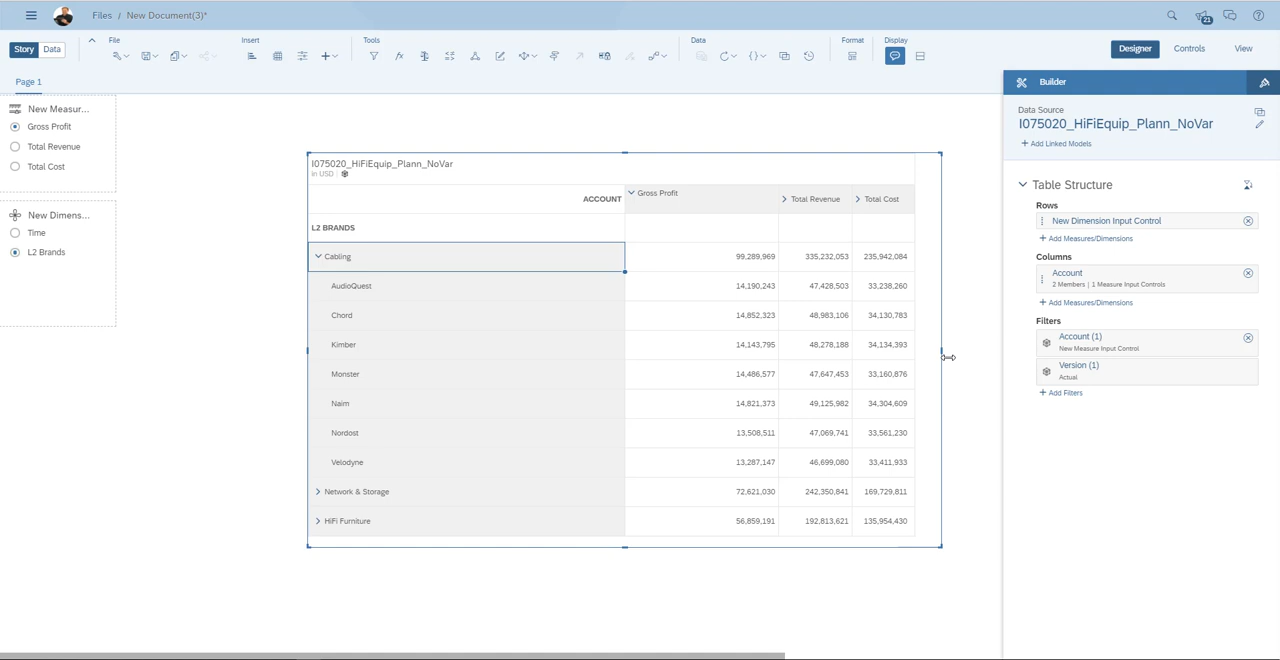 Files / New Document(3)*
21
Story Data
File
Insert
Tools
Data
Format
Display
Designer Controls View
Page 1
New Measur...
Gross Profit
Total Revenue
Total Cost
New Dimens...
Time
L2 Brands
I075020_HiFiEquip_Plann_NoVar
in USD
ACCOUNT Gross Profit Total Revenue Total Cost
L2 BRANDS
Cabling 99,289,969 335,232,053 235,942,084
AudioQuest 14,190,243 47,428,503 33,238,260
Chord 14,852,323 48,983,106 34,130,783
Kimber 14,143,795 48,278,188 34,134,393
Monster 14,486,577 47,647,453 33,160,876
Naim 14,821,373 49,125,982 34,304,609
Nordost 13,508,511 47,069,741 33,561,230
Velodyne 13,287,147 46,699,080 33,411,933
Network & Storage 72,621,030 242,350,841 169,729,811
HiFi Furniture 56,859,191 192,813,621 135,954,430
Builder
Data Source
I075020_HiFiEquip_Plann_NoVar
+ Add Linked Models
Table Structure
Rows
New Dimension Input Control
+ Add Measures/Dimensions
Columns
Account
2 Members | 1 Measure Input Controls
+ Add Measures/Dimensions
Filters
Account (1)
New Measure Input Control
Version (1)
Actual
+ Add Filters